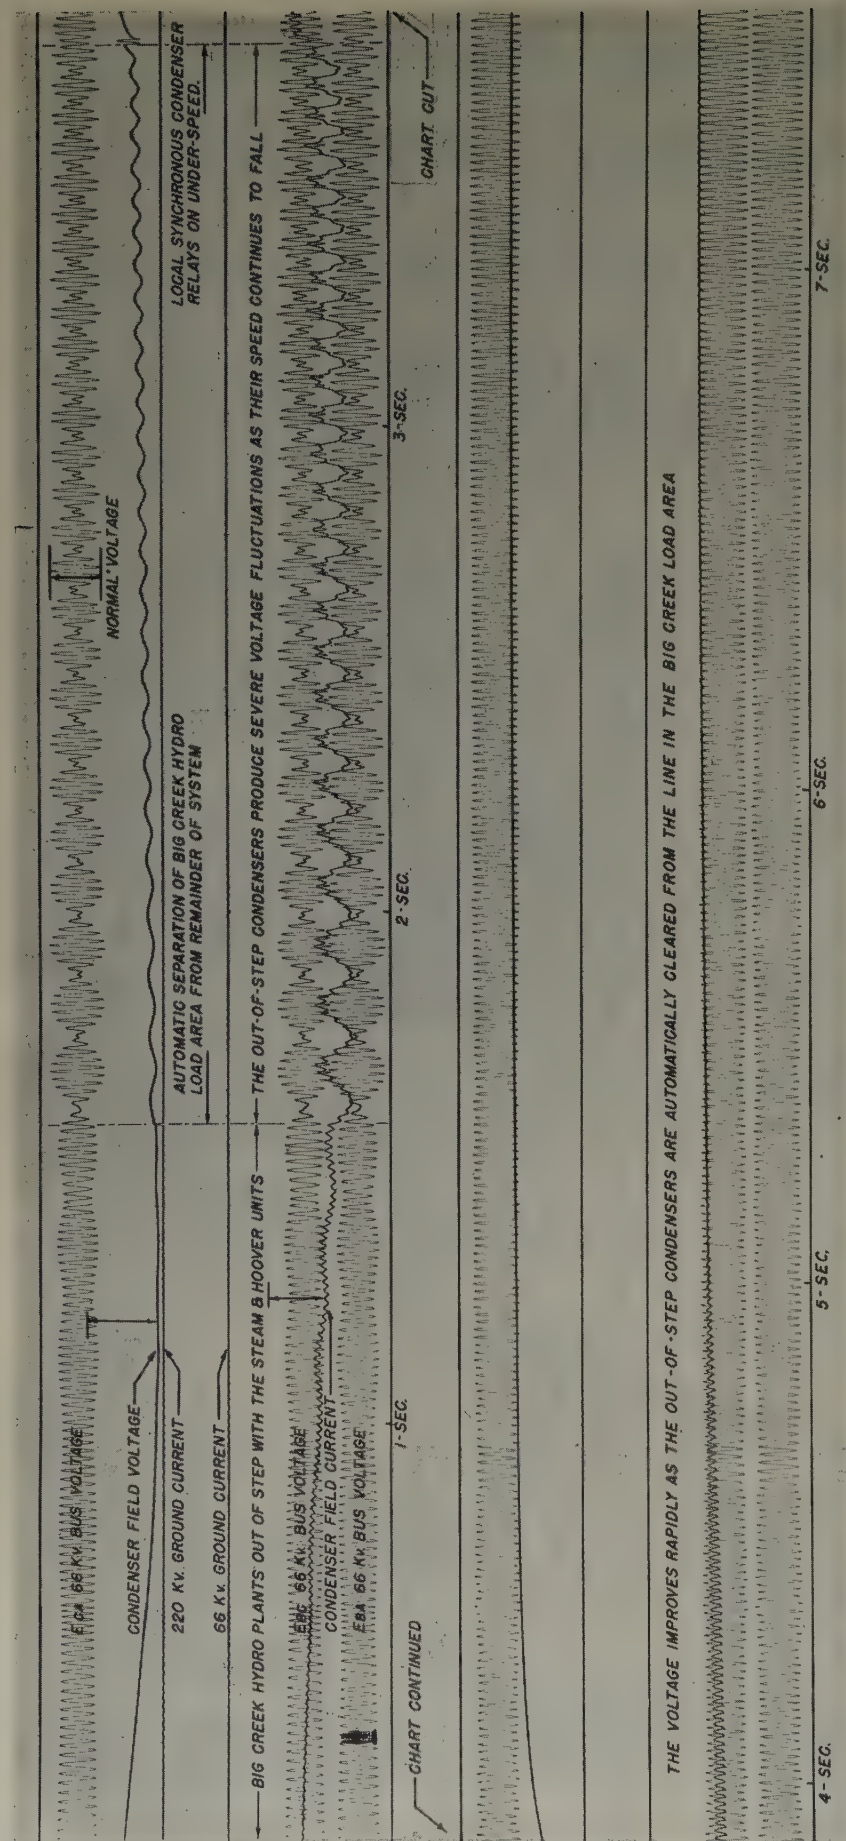 E CA 66 KV. BUS VOLTAGE
CONDENSER FIELD VOLTAGE
220 KV. GROUND CURRENT
66 KV. GROUND CURRENT
NORMAL VOLTAGE
AUTOMATIC SEPARATION OF BIG CREEK HYDRO
LOAD AREA FROM REMAINDER OF SYSTEM
LOCAL SYNCHRONOUS CONDENSER
RELAYS ON UNDER-SPEED.
BIG CREEK HYDRO PLANTS OUT OF STEP WITH THE STEAM & HOOVER UNITS
THE OUT-OF-STEP CONDENSERS PRODUCE SEVERE VOLTAGE FLUCTUATIONS AS THEIR SPEED CONTINUES TO FALL
EBC 66 KV. BUS VOLTAGE
CONDENSER FIELD CURRENT
EBA 66 KV. BUS VOLTAGE
1-SEC.
2-SEC.
3-SEC.
CHART CONTINUED
CHART CUT
THE VOLTAGE IMPROVES RAPIDLY AS THE OUT-OF-STEP CONDENSERS ARE AUTOMATICALLY CLEARED FROM THE LINE IN THE BIG CREEK LOAD AREA
4-SEC.
5-SEC.
6-SEC.
7-SEC.